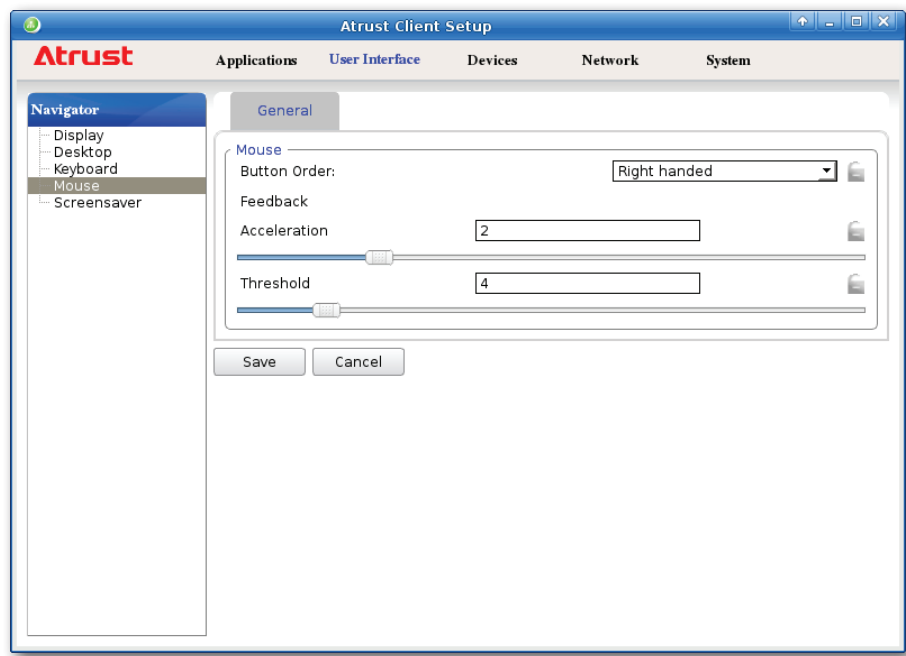 Atrust Client Setup
Atrust
Applications User Interface Devices Network System
Navigator
Display
Desktop
Keyboard
Mouse
Screensaver
General
Mouse
Button Order: Right handed
Feedback
Acceleration 2
Threshold 4
Save Cancel